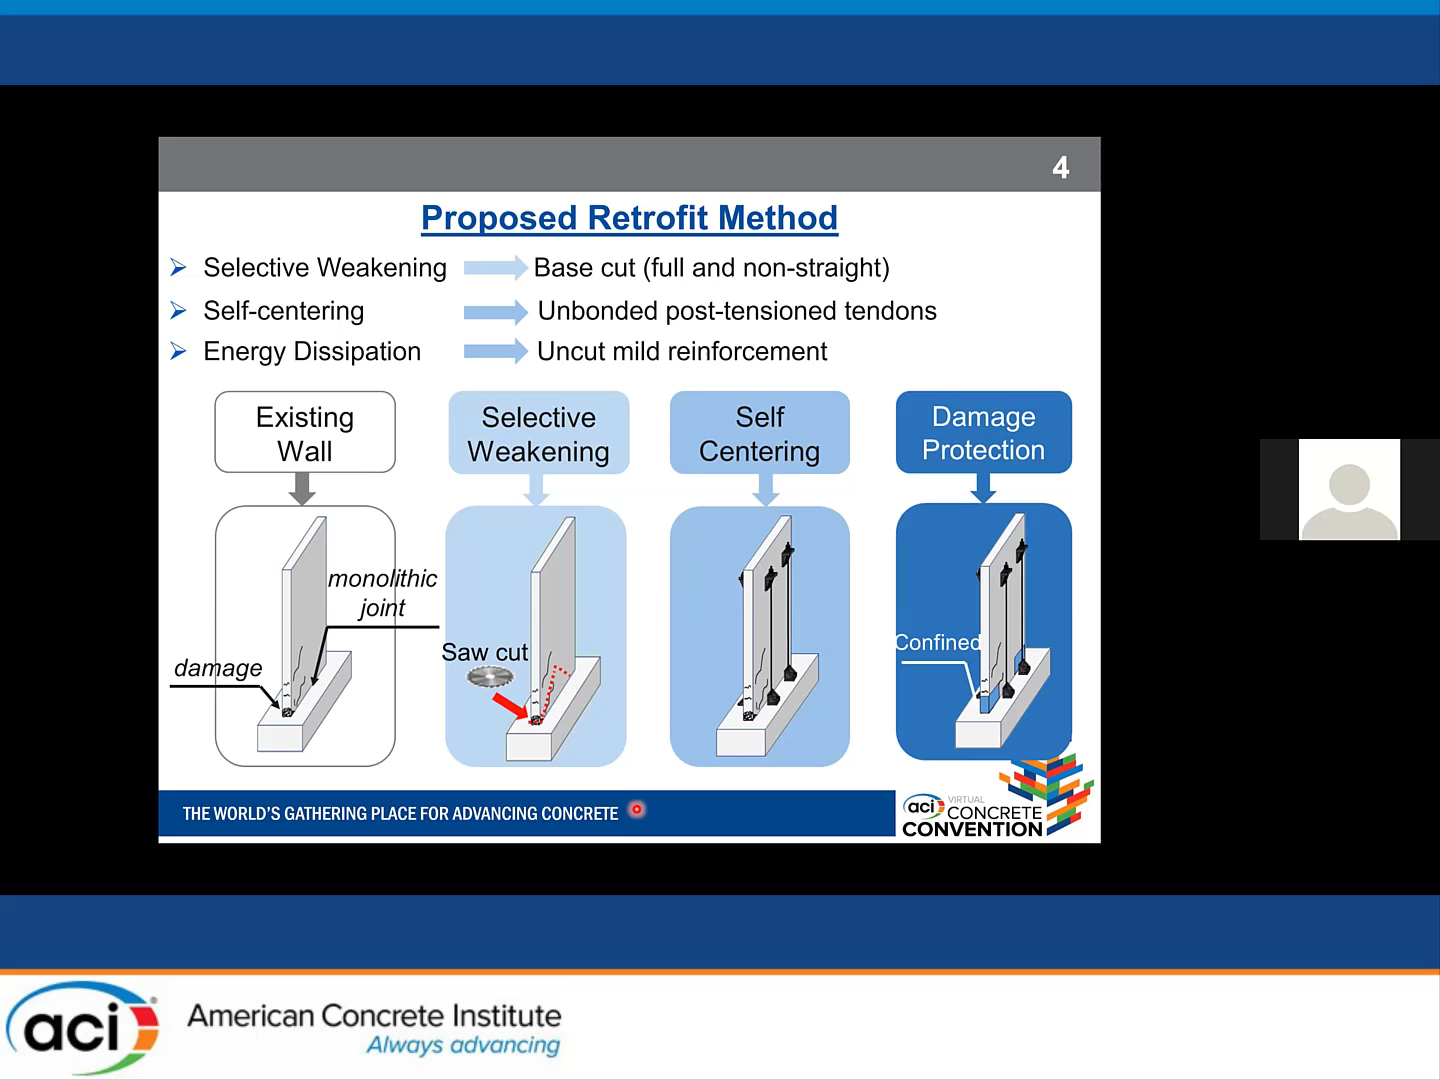 4
Proposed Retrofit Method
Selective Weakening
Base cut (full and non-straight)
Self-centering
Unbonded post-tensioned tendons
Energy Dissipation
Uncut mild reinforcement
Existing
Wall
Selective
Weakening
Self
Centering
Damage
Protection
monolithic
joint
damage
Saw cut
Confined
THE WORLD'S GATHERING PLACE FOR ADVANCING CONCRETE
aci
VIRTUAL
CONCRETE
CONVENTION
aci
American Concrete Institute
Always advancing